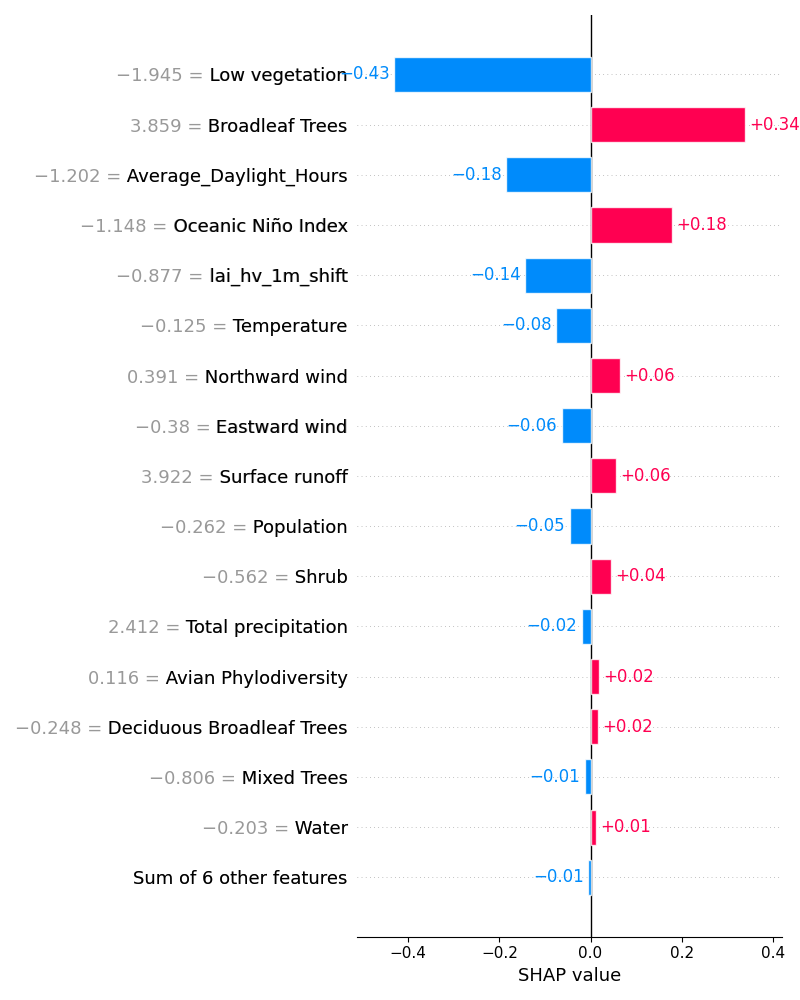 −1.945 = Low vegetation −0.43
3.859 = Broadleaf Trees +0.34
−1.202 = Average_Daylight_Hours −0.18
−1.148 = Oceanic Niño Index +0.18
−0.877 = lai_hv_1m_shift −0.14
−0.125 = Temperature −0.08
0.391 = Northward wind +0.06
−0.38 = Eastward wind −0.06
3.922 = Surface runoff +0.06
−0.262 = Population −0.05
−0.562 = Shrub +0.04
2.412 = Total precipitation −0.02
0.116 = Avian Phylodiversity +0.02
−0.248 = Deciduous Broadleaf Trees +0.02
−0.806 = Mixed Trees −0.01
−0.203 = Water +0.01
Sum of 6 other features −0.01
−0.4 −0.2 0.0 0.2 0.4
SHAP value